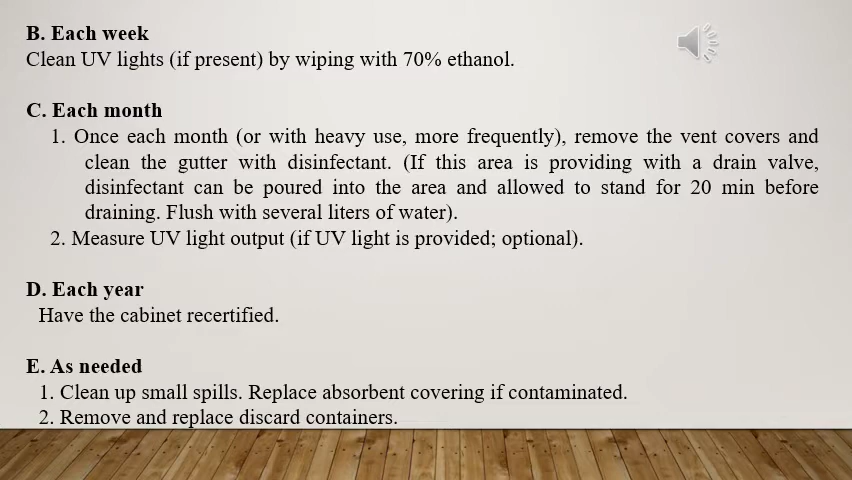 B. Each week
Clean UV lights (if present) by wiping with 70% ethanol.
C. Each month
1. Once each month (or with heavy use, more frequently), remove the vent covers and
clean the gutter with disinfectant. (If this area is providing with a drain valve,
disinfectant can be poured into the area and allowed to stand for 20 min before
draining. Flush with several liters of water).
2. Measure UV light output (if UV light is provided; optional).
D. Each year
Have the cabinet recertified.
E. As needed
1. Clean up small spills. Replace absorbent covering if contaminated.
2. Remove and replace discard containers.